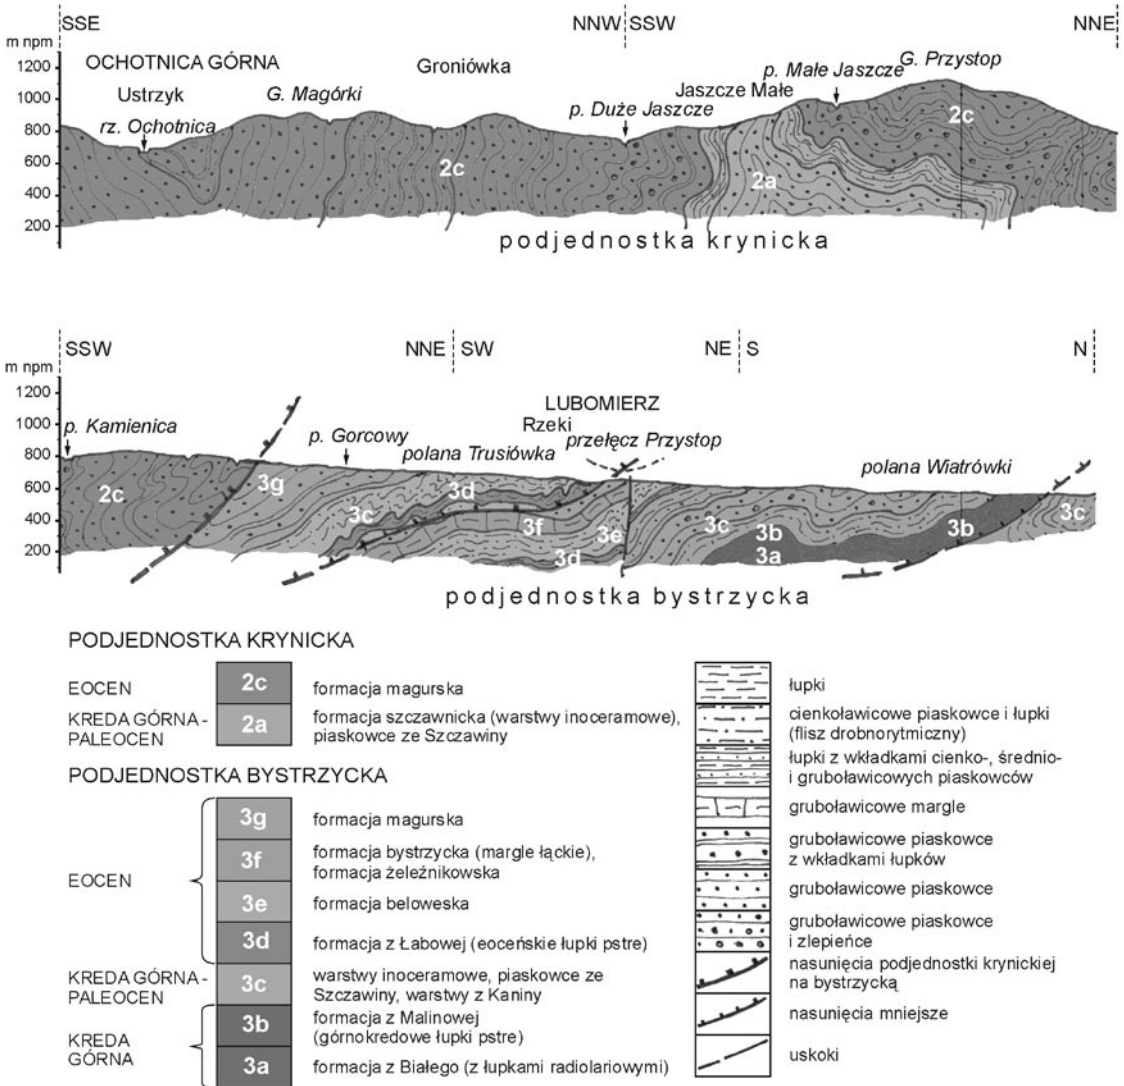 SSE
NNW
SSW
NNE
m npm
1200
1000
800
600
400
200
OCHOTNICA GÓRNA
Ustrzyk
rz. Ochotnica
G. Magórki
Groniówka
p. Duże Jaszcze
Jaszcze Małe
p. Małe Jaszcze
G. Przystop
2c
2a
2c
podjednostka krynicka
SSW
NNE
SW
NE
S
N
m npm
1200
1000
800
600
400
200
p. Kamienica
p. Gorcowy
polana Trusiówka
LUBOMIERZ
Rzeki
przełęcz Przystop
polana Wiatrówki
2c
3g
3c
3d
3f
3e
3d
3c
3b
3a
3b
3c
podjednostka bystrzycka
PODJEDNOSTKA KRYNICKA
EOCEN
2c
formacja magurska
KREDA GÓRNA -
PALEOCEN
2a
formacja szczawnicka (warstwy inoceramowe),
piaskowce ze Szczawiny
PODJEDNOSTKA BYSTRZYCKA
EOCEN
3g
formacja magurska
3f
formacja bystrzycka (margle łąckie),
formacja żeleźnikowska
3e
formacja beloweska
3d
formacja z Łabowej (eoceńskie łupki pstre)
KREDA GÓRNA -
PALEOCEN
3c
warstwy inoceramowe, piaskowce ze
Szczawiny, warstwy z Kaniny
KREDA
GÓRNA
3b
formacja z Malinowej
(górnokredowe łupki pstre)
3a
formacja z Białego (z łupkami radiolariowymi)
łupki
cienkoławicowe piaskowce i łupki
(flisz drobnorytmiczny)
łupki z wkładkami cienko-, średnio-
i gruboławicowych piaskowców
gruboławicowe margle
gruboławicowe piaskowce
z wkładkami łupków
gruboławicowe piaskowce
gruboławicowe piaskowce
i zlepieńce
nasunięcia podjednostki krynickiej
na bystrzycką
nasunięcia mniejsze
uskoki